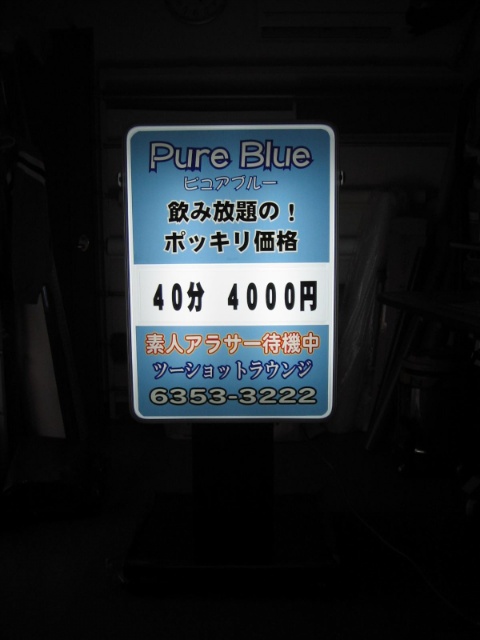 Pure Blue
ピュアブルー
飲み放題の!
ポッキリ価格
40分 4000円
素人アラサー待機中
ツーショットラウンジ
6353-3222